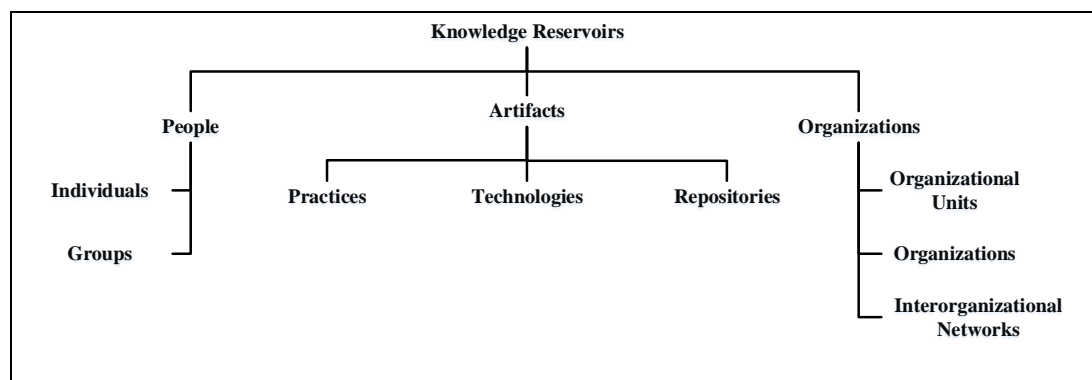 Knowledge Reservoirs
People
Artifacts
Organizations
Individuals
Groups
Practices
Technologies
Repositories
Organizational
Units
Organizations
Interorganizational
Networks